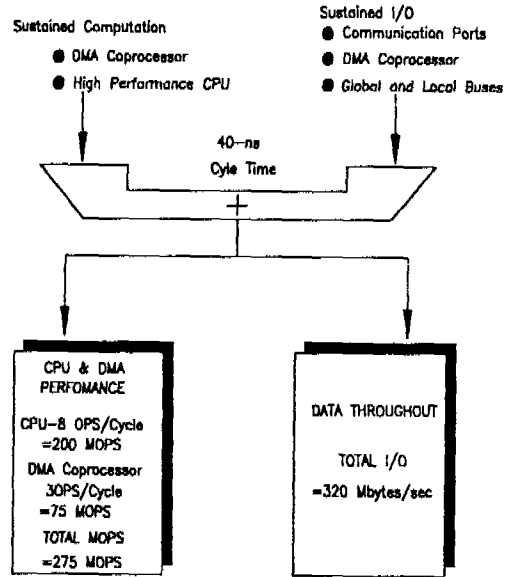 Sustained Computation
● DMA Coprocessor
● High Performance CPU
Sustained I/O
● Communication Ports
● DMA Coprocessor
● Global and Local Buses
40-ns
Cyle Time
+
CPU & DMA
PERFOMANCE
CPU-8 OPS/Cycle
=200 MOPS
DMA Coprocessor
3OPS/Cycle
=75 MOPS
TOTAL MOPS
=275 MOPS
DATA THROUGHOUT
TOTAL I/O
=320 Mbytes/sec